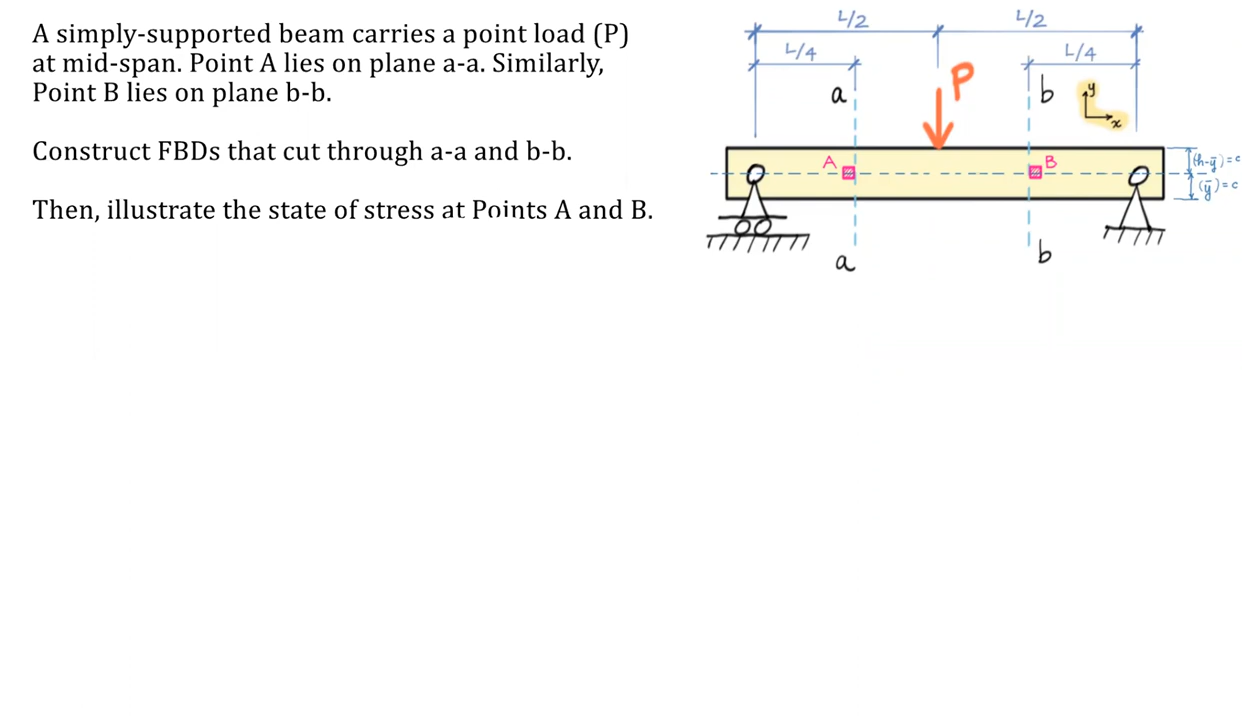 A simply-supported beam carries a point load (P)
at mid-span. Point A lies on plane a-a. Similarly,
Point B lies on plane b-b.
Construct FBDs that cut through a-a and b-b.
Then, illustrate the state of stress at Points A and B.
L/2 L/2
L/4 L/4
a P b y
x
A B
(h-ȳ)=c
(ȳ)=c
a b